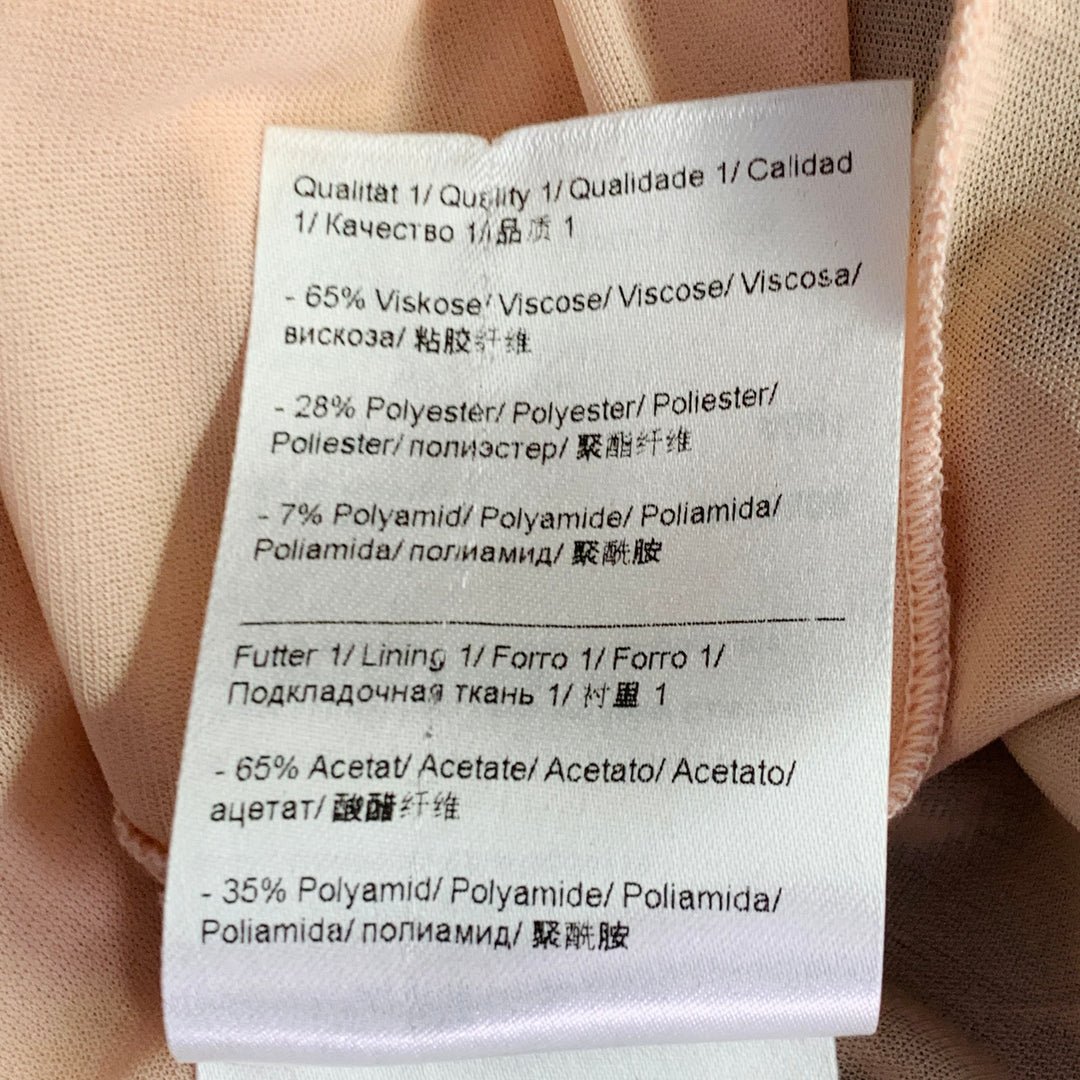 Qualität 1/ Quality 1/ Qualidade 1/ Calidad
1/ Качество 1/品质 1
- 65% Viskose/ Viscose/ Viscose/ Viscosa/
вискоза/ 粘胶纤维
- 28% Polyester/ Polyester/ Poliester/
Poliester/ полиэстер/ 聚酯纤维
- 7% Polyamid/ Polyamide/ Poliamida/
Poliamida/ полиамид/ 聚酰胺
Futter 1/ Lining 1/ Forro 1/ Forro 1/
Подкладочная ткань 1/ 衬里 1
- 65% Acetat/ Acetate/ Acetato/ Acetato/
ацетат/ 醋酯纤维
- 35% Polyamid/ Polyamide/ Poliamida/
Poliamida/ полиамид/ 聚酰胺